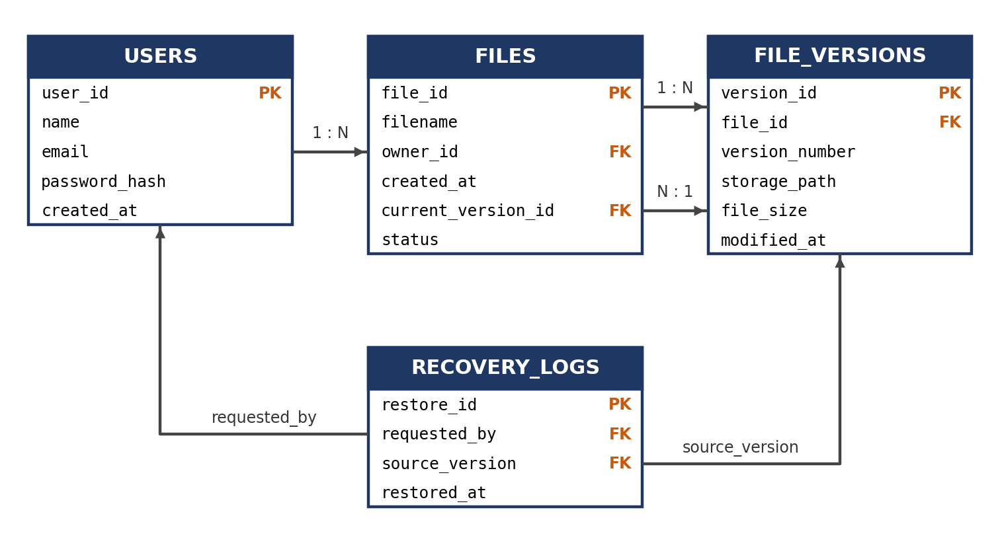 USERS
user_id PK
name
email
password_hash
created_at
1 : N
FILES
file_id PK
filename
owner_id FK
created_at
current_version_id FK
status
1 : N
N : 1
FILE_VERSIONS
version_id PK
file_id FK
version_number
storage_path
file_size
modified_at
requested_by
RECOVERY_LOGS
restore_id PK
requested_by FK
source_version FK
restored_at
source_version